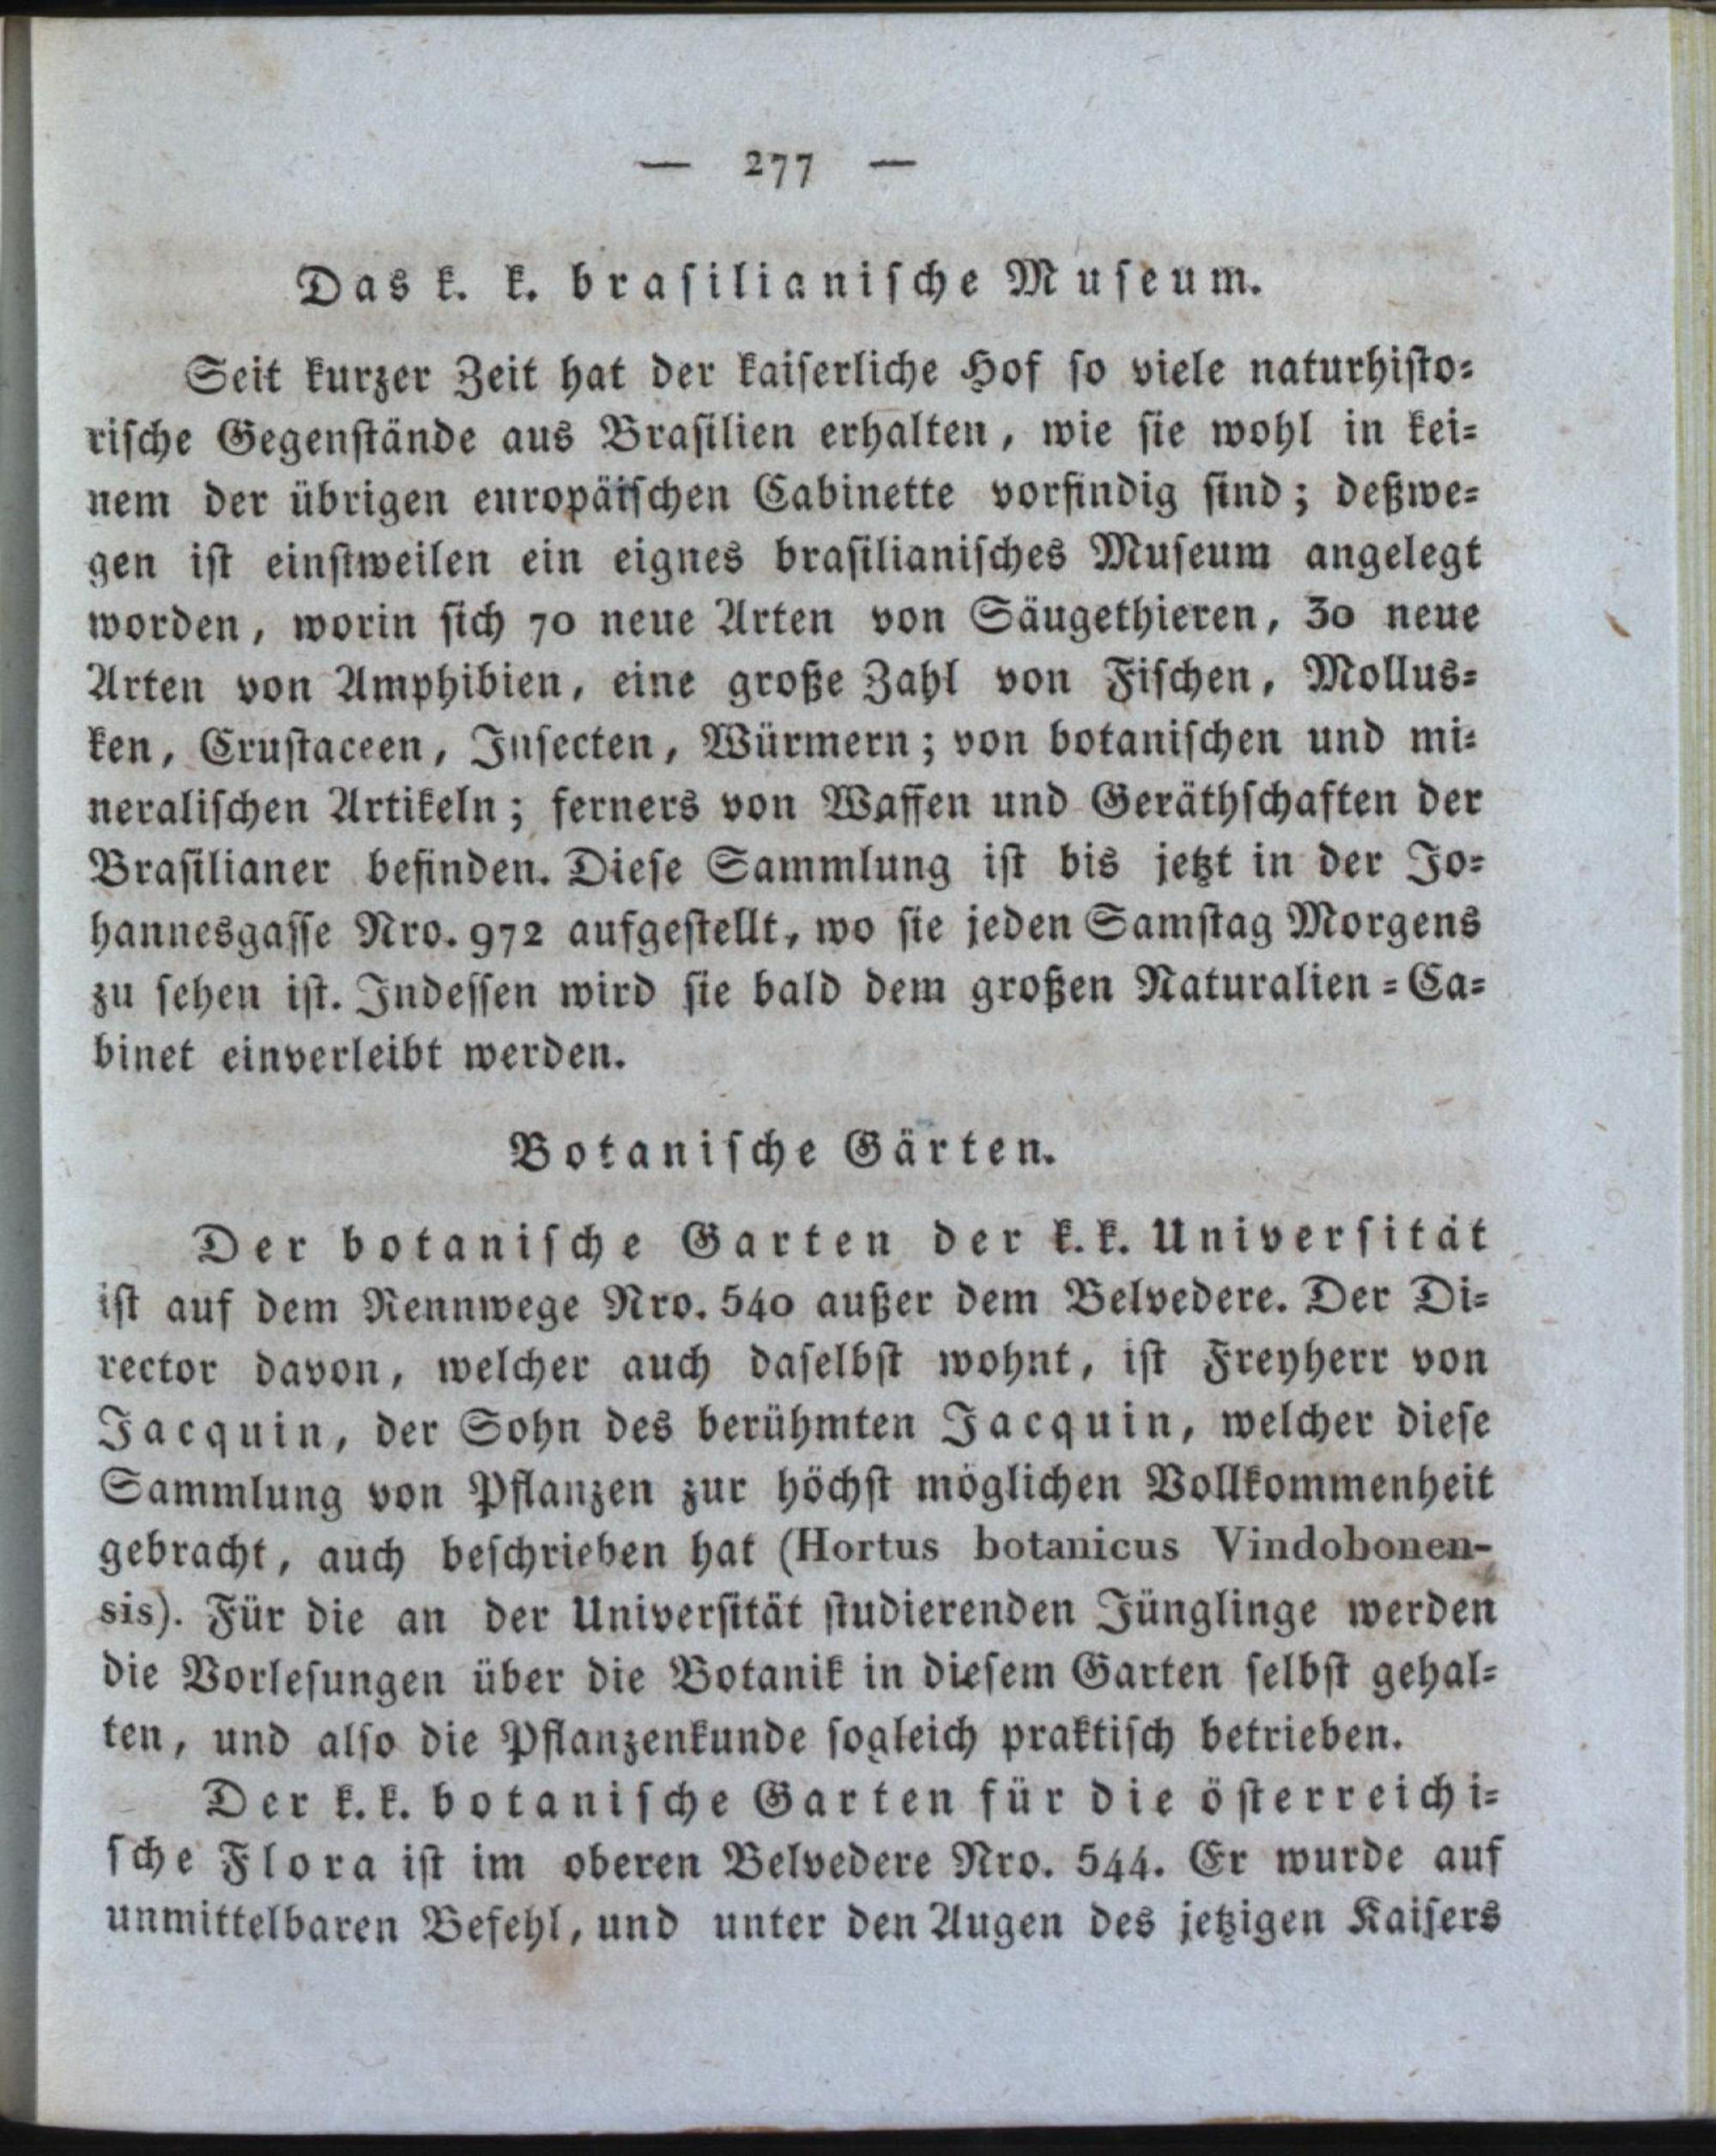 — 277 —
Das k. k. brasilianische Museum.
Seit kurzer Zeit hat der kaiserliche Hof so viele naturhisto-
rische Gegenstände aus Brasilien erhalten, wie sie wohl in kei-
nem der übrigen europäischen Cabinette vorfindig sind; deßwe-
gen ist einstweilen ein eignes brasilianisches Museum angelegt
worden, worin sich 70 neue Arten von Säugethieren, 30 neue
Arten von Amphibien, eine große Zahl von Fischen, Mollus-
ken, Crustaceen, Insecten, Würmern; von botanischen und mi-
neralischen Artikeln; ferners von Waffen und Geräthschaften der
Brasilianer befinden. Diese Sammlung ist bis jetzt in der Jo-
hannesgasse Nro. 972 aufgestellt, wo sie jeden Samstag Morgens
zu sehen ist. Indessen wird sie bald dem großen Naturalien-Ca-
binet einverleibt werden.
Botanische Gärten.
Der botanische Garten der k. k. Universität
ist auf dem Rennwege Nro. 540 außer dem Belvedere. Der Di-
rector davon, welcher auch daselbst wohnt, ist Freyherr von
Jacquin, der Sohn des berühmten Jacquin, welcher diese
Sammlung von Pflanzen zur höchst möglichen Vollkommenheit
gebracht, auch beschrieben hat (Hortus botanicus Vindobonen-
sis). Für die an der Universität studierenden Jünglinge werden
die Vorlesungen über die Botanik in diesem Garten selbst gehal-
ten, und also die Pflanzenkunde sogleich praktisch betrieben.
Der k. k. botanische Garten für die österreichi-
sche Flora ist im oberen Belvedere Nro. 544. Er wurde auf
unmittelbaren Befehl, und unter den Augen des jetzigen Kaisers